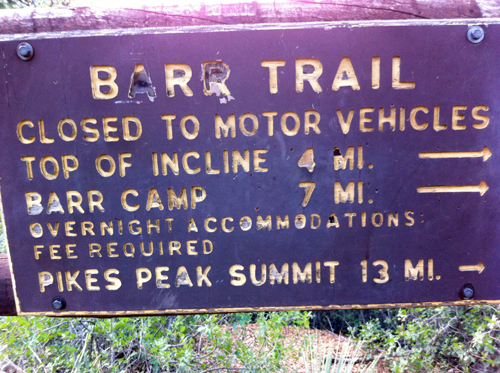 BARR TRAIL
CLOSED TO MOTOR VEHICLES
TOP OF INCLINE 4 MI.
BARR CAMP 7 MI.
OVERNIGHT ACCOMMODATIONS:
FEE REQUIRED
PIKES PEAK SUMMIT 13 MI.